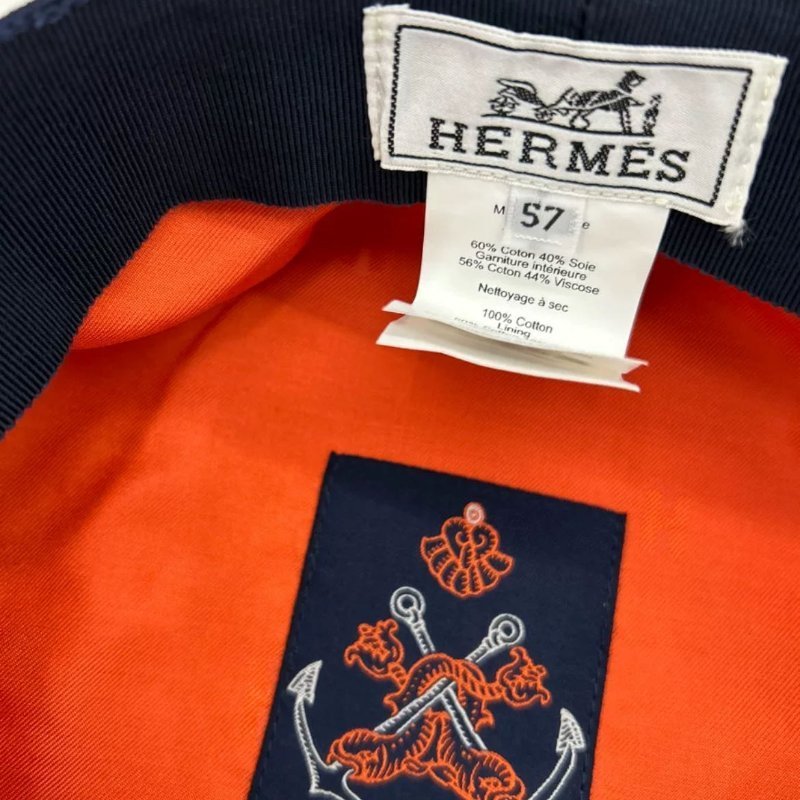 HERMÈS
57
60% Coton 40% Soie
Garniture intérieure
56% Coton 44% Viscose
Nettoyage à sec
100% Cotton
Lining